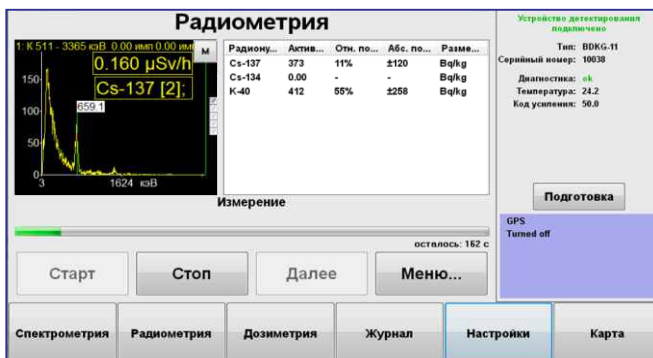 Радиометрия
1: К 511 - 3365 кэВ 0.00 имп 0.00 имп
М
0.160 µSv/h
Cs-137 [2];
659.1
150
100
50
0
3
1624 кэВ
Радиону... Актив... Отн. по... Абс. по... Разме...
Cs-137 373 11% ±120 Bq/kg
Cs-134 0.00 - - Bq/kg
K-40 412 55% ±258 Bq/kg
Измерение
осталось: 162 с
Старт
Стоп
Далее
Меню...
Устройство детектирования
подключено
Тип: BDKG-11
Серийный номер: 10038
Диагностика: ok
Температура: 24.2
Код усиления: 50.0
Подготовка
GPS
Turned off
Спектрометрия
Радиометрия
Дозиметрия
Журнал
Настройки
Карта